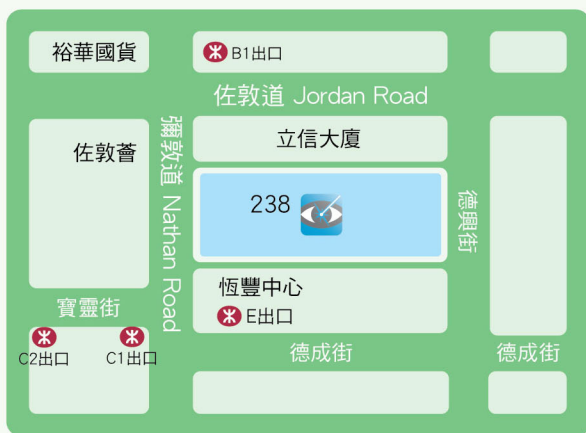 裕華國貨
B1出口
佐敦道 Jordan Road
佐敦薈
立信大廈
彌敦道 Nathan Road
238
德興街
恆豐中心
E出口
寶靈街
C2出口
C1出口
德成街
德成街